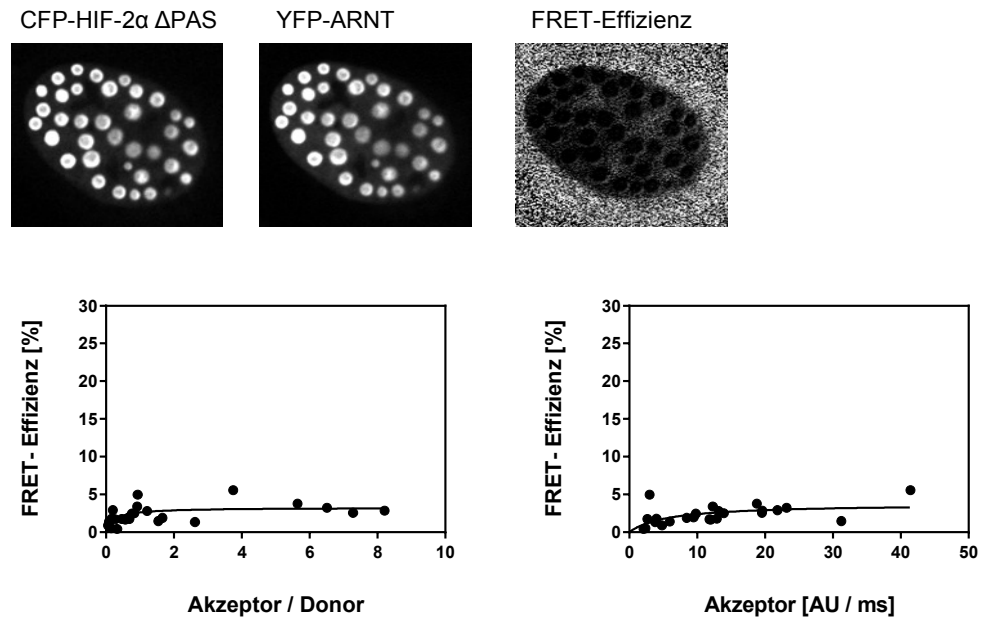 CFP-HIF-2α ΔPAS YFP-ARNT FRET-Effizienz
30
25
20
15
10
5
0
0 2 4 6 8 10
FRET- Effizienz [%]
Akzeptor / Donor
30
25
20
15
10
5
0
0 10 20 30 40 50
FRET- Effizienz [%]
Akzeptor [AU / ms]